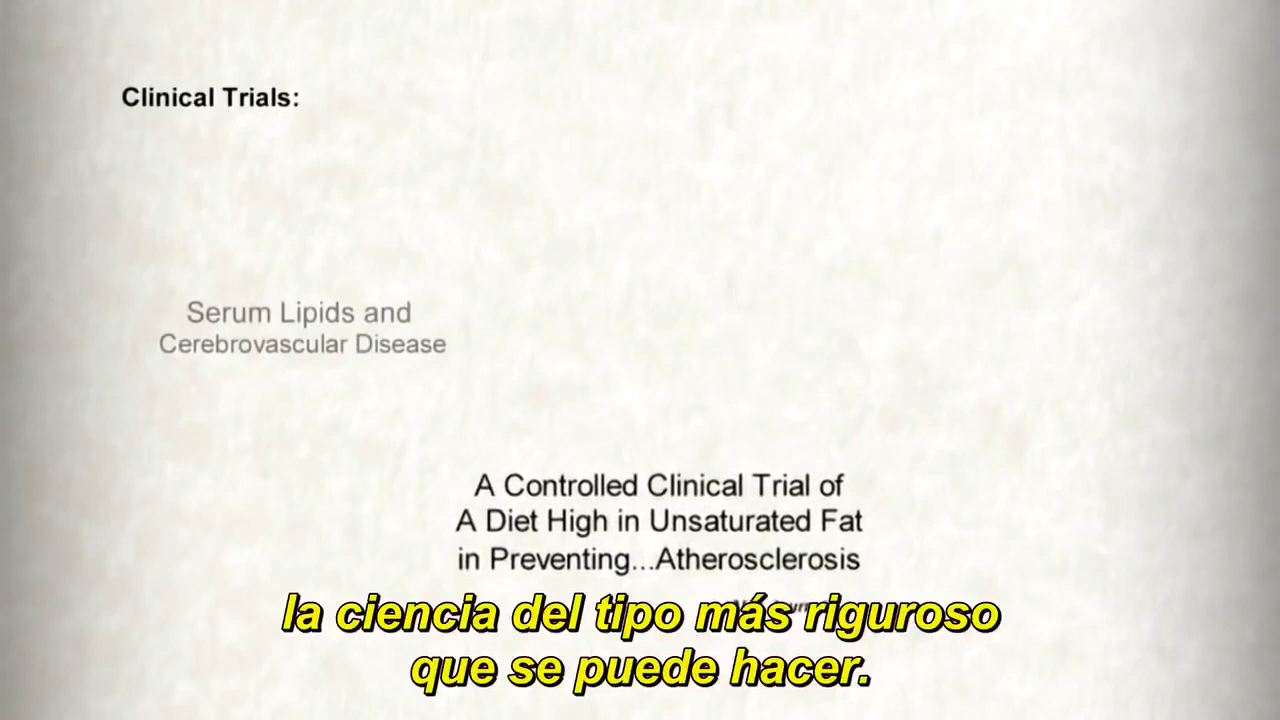 Clinical Trials:
Serum Lipids and
Cerebrovascular Disease
A Controlled Clinical Trial of
A Diet High in Unsaturated Fat
in Preventing...Atherosclerosis
la ciencia del tipo más riguroso
que se puede hacer.